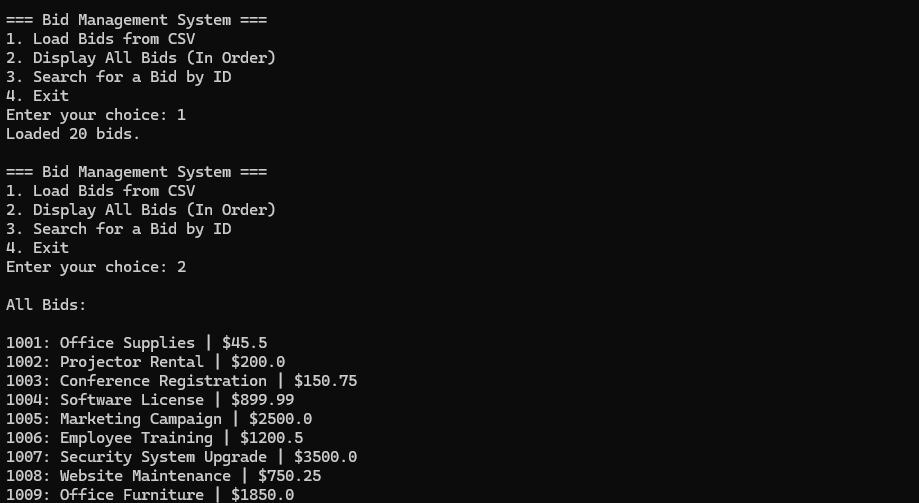 === Bid Management System ===
1. Load Bids from CSV
2. Display All Bids (In Order)
3. Search for a Bid by ID
4. Exit
Enter your choice: 1
Loaded 20 bids.
=== Bid Management System ===
1. Load Bids from CSV
2. Display All Bids (In Order)
3. Search for a Bid by ID
4. Exit
Enter your choice: 2
All Bids:
1001: Office Supplies | $45.5
1002: Projector Rental | $200.0
1003: Conference Registration | $150.75
1004: Software License | $899.99
1005: Marketing Campaign | $2500.0
1006: Employee Training | $1200.5
1007: Security System Upgrade | $3500.0
1008: Website Maintenance | $750.25
1009: Office Furniture | $1850.0